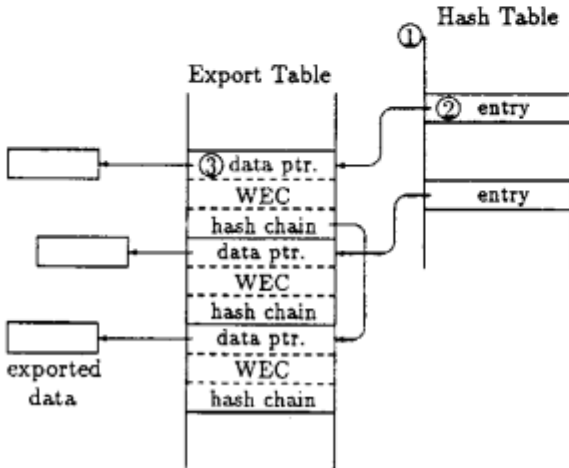 Hash Table
①
Export Table
② entry
③ data ptr.
WEC
entry
hash chain
data ptr.
WEC
hash chain
data ptr.
exported
WEC
data
hash chain